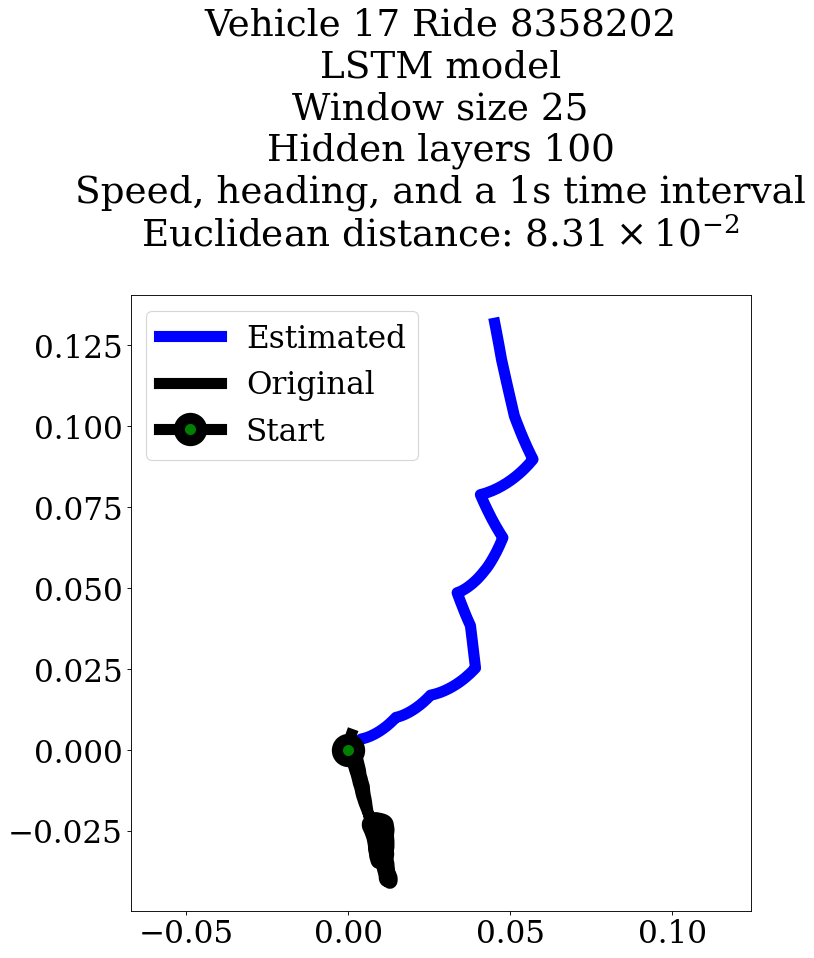 Vehicle 17 Ride 8358202
LSTM model
Window size 25
Hidden layers 100
Speed, heading, and a 1s time interval
Euclidean distance: 8.31 × 10⁻²
Estimated
Original
Start
0.125
0.100
0.075
0.050
0.025
0.000
−0.025
−0.05 0.00 0.05 0.10